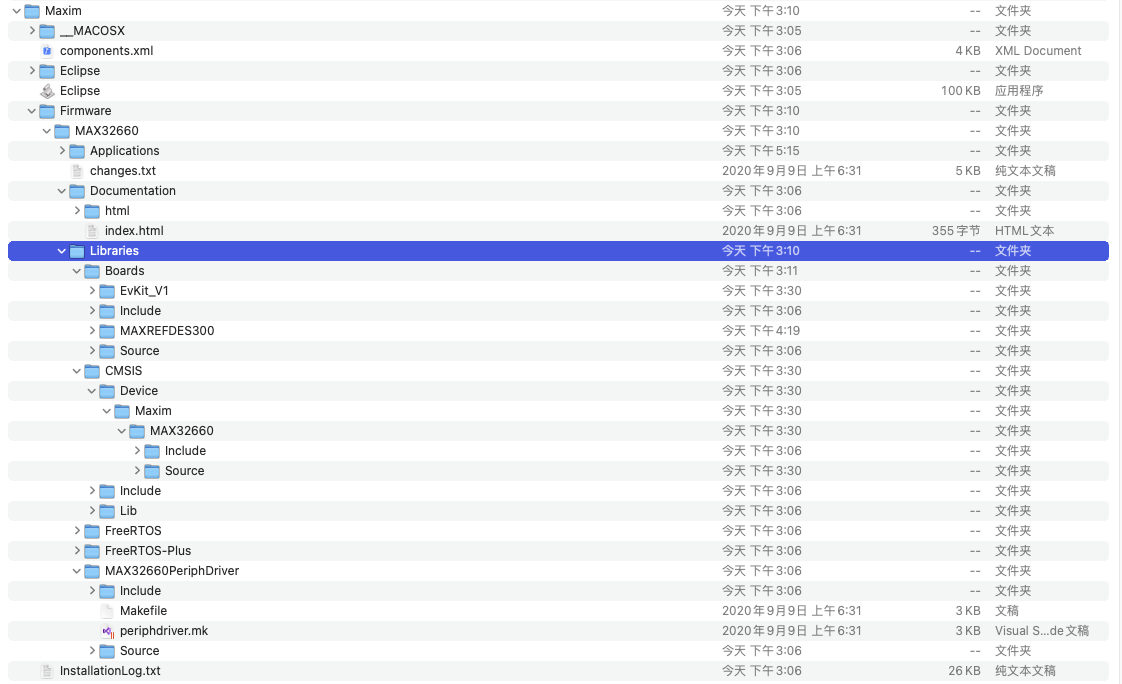 Maxim 今天 下午3:10 -- 文件夹
__MACOSX 今天 下午3:05 -- 文件夹
components.xml 今天 下午3:06 4 KB XML Document
Eclipse 今天 下午3:06 -- 文件夹
Eclipse 今天 下午3:05 100 KB 应用程序
Firmware 今天 下午3:10 -- 文件夹
MAX32660 今天 下午3:10 -- 文件夹
Applications 今天 下午5:15 -- 文件夹
changes.txt 2020年9月9日 上午6:31 5 KB 纯文本文稿
Documentation 今天 下午3:06 -- 文件夹
html 今天 下午3:06 -- 文件夹
index.html 2020年9月9日 上午6:31 355 字节 HTML文本
Libraries 今天 下午3:10 -- 文件夹
Boards 今天 下午3:11 -- 文件夹
EvKit_V1 今天 下午3:30 -- 文件夹
Include 今天 下午3:06 -- 文件夹
MAXREFDES300 今天 下午4:19 -- 文件夹
Source 今天 下午3:06 -- 文件夹
CMSIS 今天 下午3:30 -- 文件夹
Device 今天 下午3:30 -- 文件夹
Maxim 今天 下午3:30 -- 文件夹
MAX32660 今天 下午3:30 -- 文件夹
Include 今天 下午3:06 -- 文件夹
Source 今天 下午3:30 -- 文件夹
Include 今天 下午3:06 -- 文件夹
Lib 今天 下午3:06 -- 文件夹
FreeRTOS 今天 下午3:06 -- 文件夹
FreeRTOS-Plus 今天 下午3:06 -- 文件夹
MAX32660PeriphDriver 今天 下午3:06 -- 文件夹
Include 今天 下午3:06 -- 文件夹
Makefile 2020年9月9日 上午6:31 3 KB 文稿
periphdriver.mk 2020年9月9日 上午6:31 3 KB Visual S...de 文稿
Source 今天 下午3:06 -- 文件夹
InstallationLog.txt 今天 下午3:06 26 KB 纯文本文稿